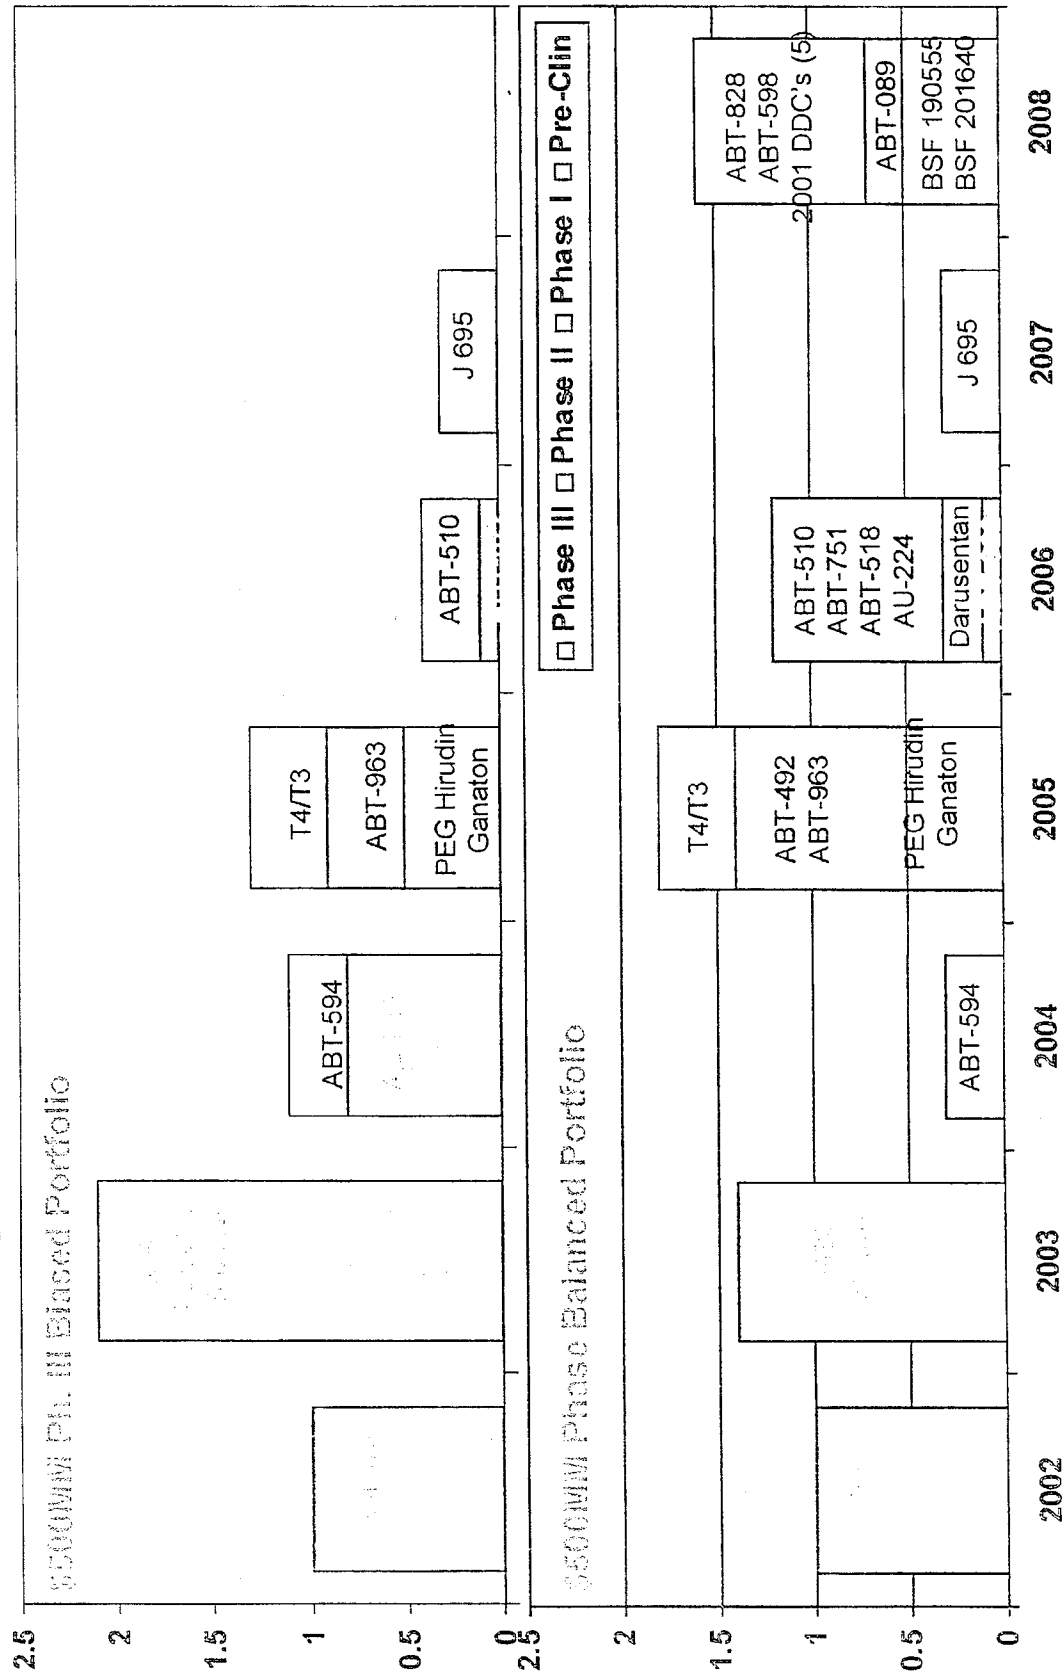 $500MM Ph. III Biased Portfolio
2.5
2
1.5
1
0.5
0
ABT-594
T4/T3
ABT-963
PEG Hirudin
Ganaton
ABT-510
J 695
Phase III Phase II Phase I Pre-Clin
$500MM Phase Balanced Portfolio
2.5
2
1.5
1
0.5
0
ABT-594
T4/T3
ABT-492
ABT-963
PEG Hirudin
Ganaton
ABT-510
ABT-751
ABT-518
AU-224
Darusentan
J 695
ABT-828
ABT-598
2001 DDC's (5)
ABT-089
BSF 190555
BSF 201640
2002 2003 2004 2005 2006 2007 2008